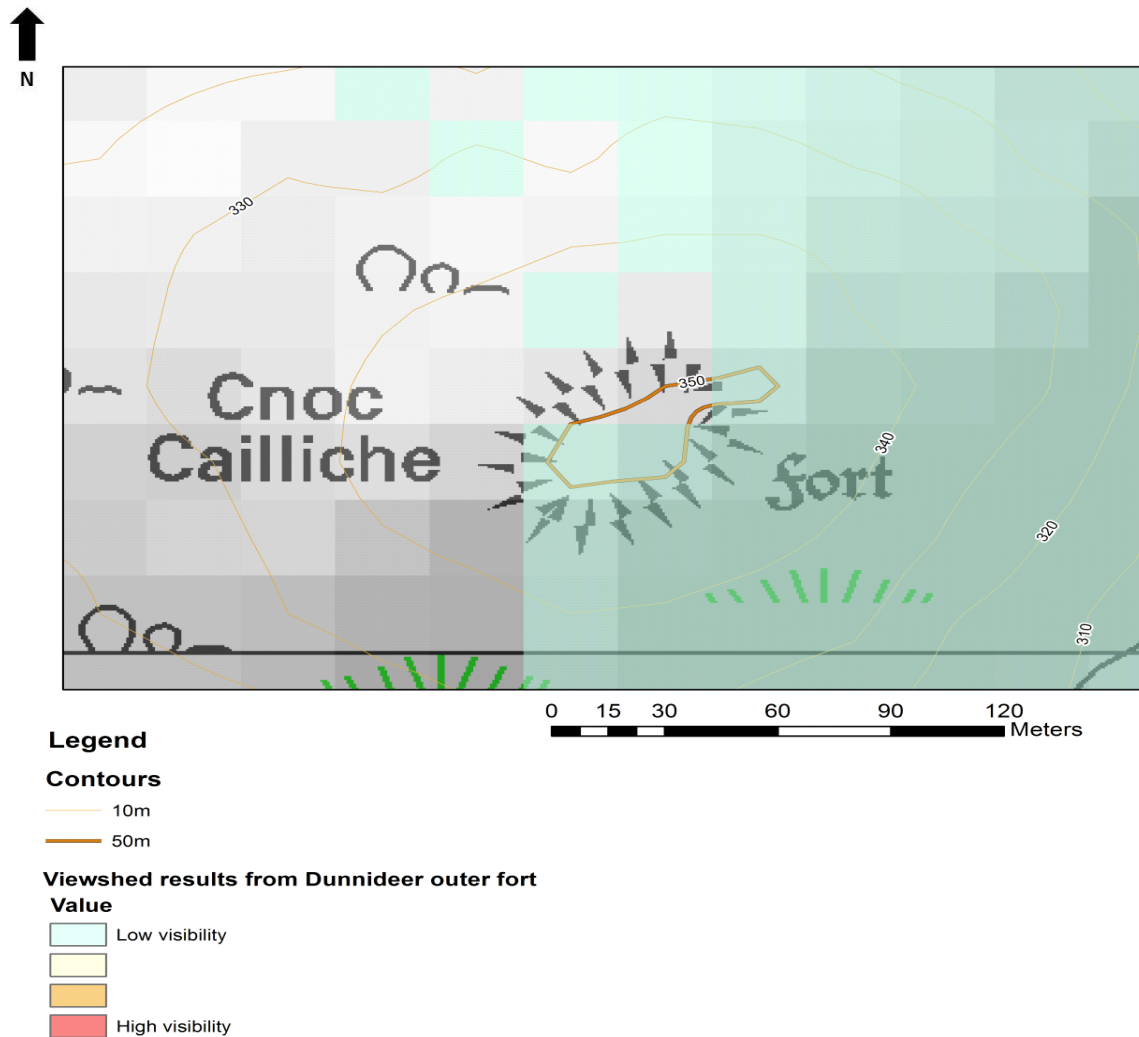 N
330
350
Cnoc
Cailliche
fort
340
320
310
0 15 30 60 90 120
Meters
Legend
Contours
10m
50m
Viewshed results from Dunnideer outer fort
Value
Low visibility
High visibility